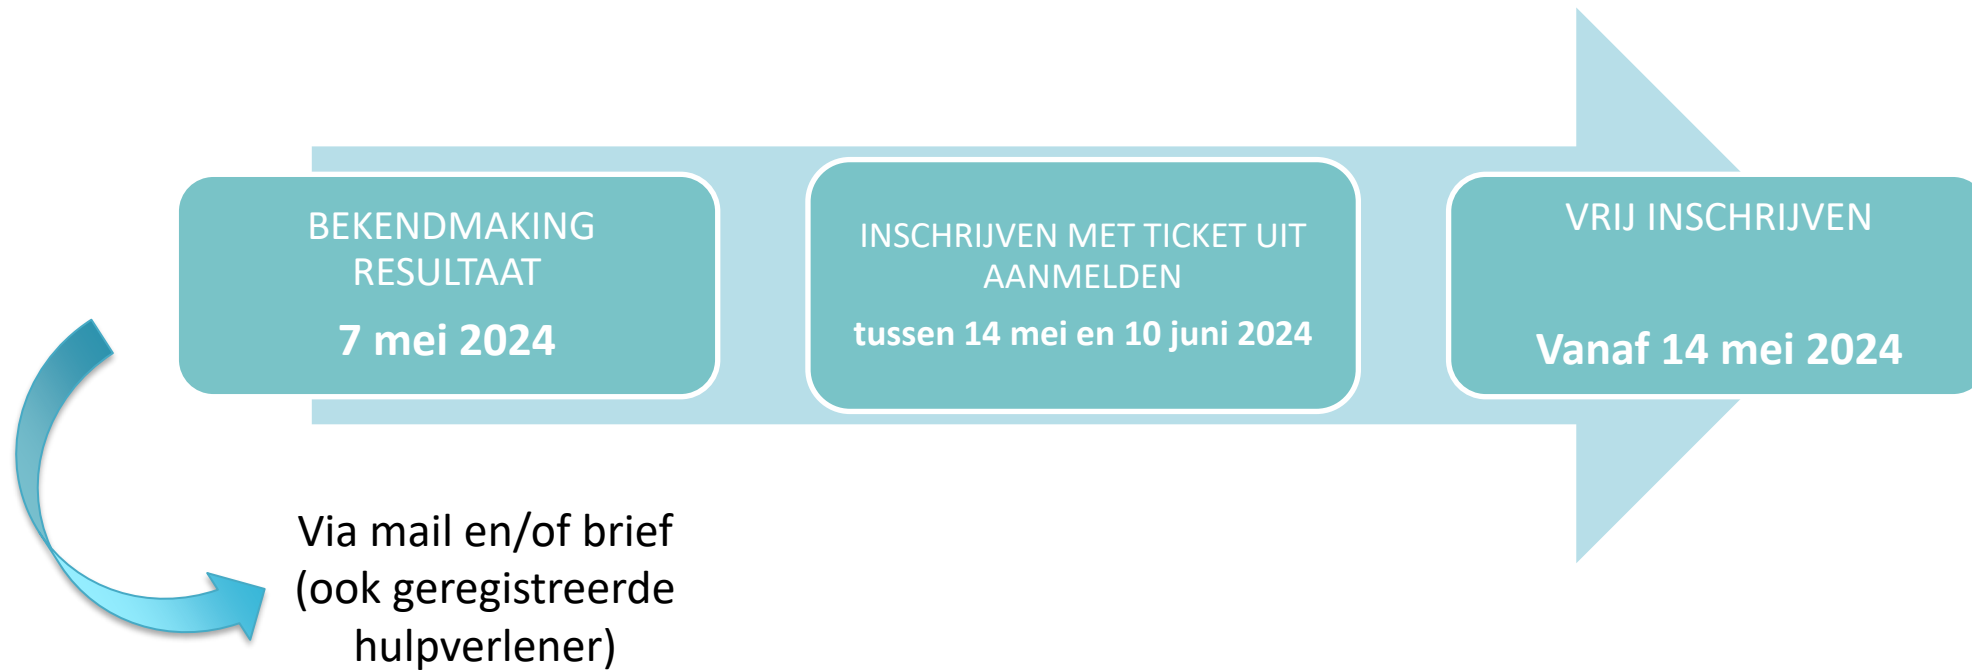 BEKENDMAKING
RESULTAAT
7 mei 2024
INSCHRIJVEN MET TICKET UIT
AANMELDEN
tussen 14 mei en 10 juni 2024
VRIJ INSCHRIJVEN
Vanaf 14 mei 2024
Via mail en/of brief
(ook geregistreerde
hulpverlener)